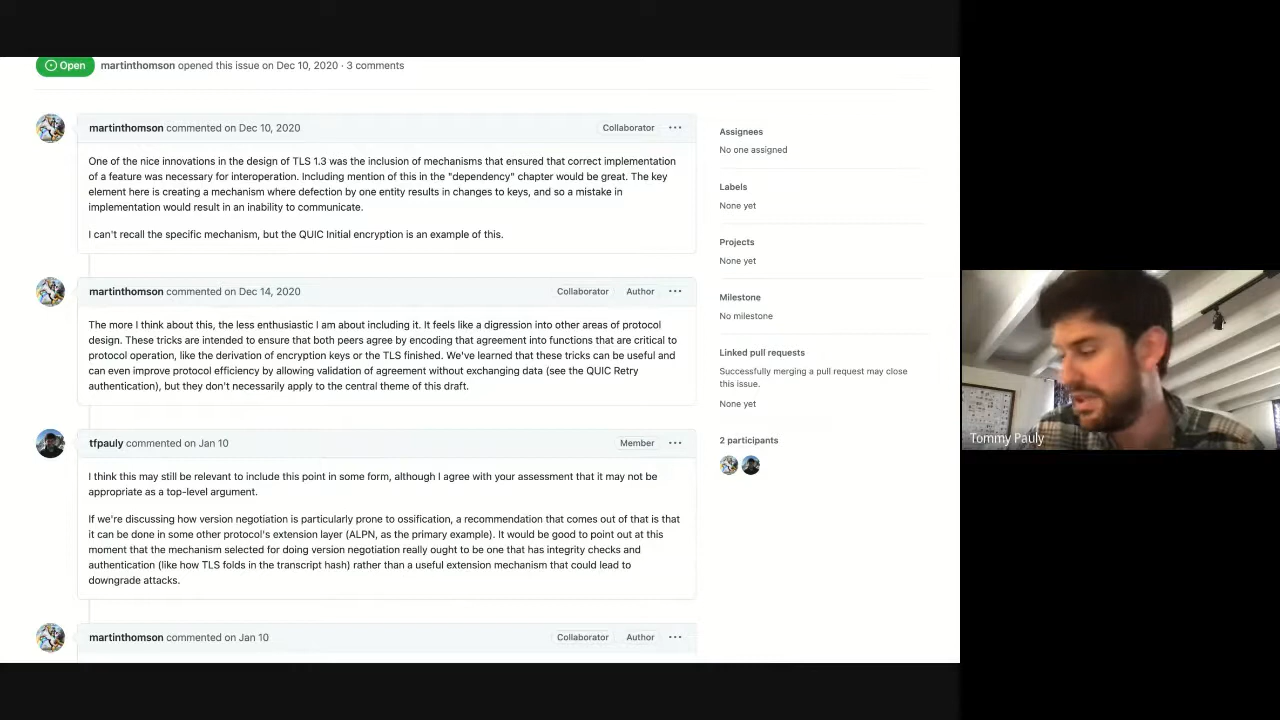 Open martinthomson opened this issue on Dec 10, 2020 · 3 comments
martinthomson commented on Dec 10, 2020 Collaborator ···
One of the nice innovations in the design of TLS 1.3 was the inclusion of mechanisms that ensured that correct implementation
of a feature was necessary for interoperation. Including mention of this in the "dependency" chapter would be great. The key
element here is creating a mechanism where defection by one entity results in changes to keys, and so a mistake in
implementation would result in an inability to communicate.
I can't recall the specific mechanism, but the QUIC Initial encryption is an example of this.
martinthomson commented on Dec 14, 2020 Collaborator Author ···
The more I think about this, the less enthusiastic I am about including it. It feels like a digression into other areas of protocol
design. These tricks are intended to ensure that both peers agree by encoding that agreement into functions that are critical to
protocol operation, like the derivation of encryption keys or the TLS finished. We've learned that these tricks can be useful and
can even improve protocol efficiency by allowing validation of agreement without exchanging data (see the QUIC Retry
authentication), but they don't necessarily apply to the central theme of this draft.
tfpauly commented on Jan 10 Member ···
I think this may still be relevant to include this point in some form, although I agree with your assessment that it may not be
appropriate as a top-level argument.
If we're discussing how version negotiation is particularly prone to ossification, a recommendation that comes out of that is that
it can be done in some other protocol's extension layer (ALPN, as the primary example). It would be good to point out at this
moment that the mechanism selected for doing version negotiation really ought to be one that has integrity checks and
authentication (like how TLS folds in the transcript hash) rather than a useful extension mechanism that could lead to
downgrade attacks.
martinthomson commented on Jan 10 Collaborator Author ···
Assignees
No one assigned
Labels
None yet
Projects
None yet
Milestone
No milestone
Linked pull requests
Successfully merging a pull request may close
this issue.
None yet
2 participants
Tommy Pauly